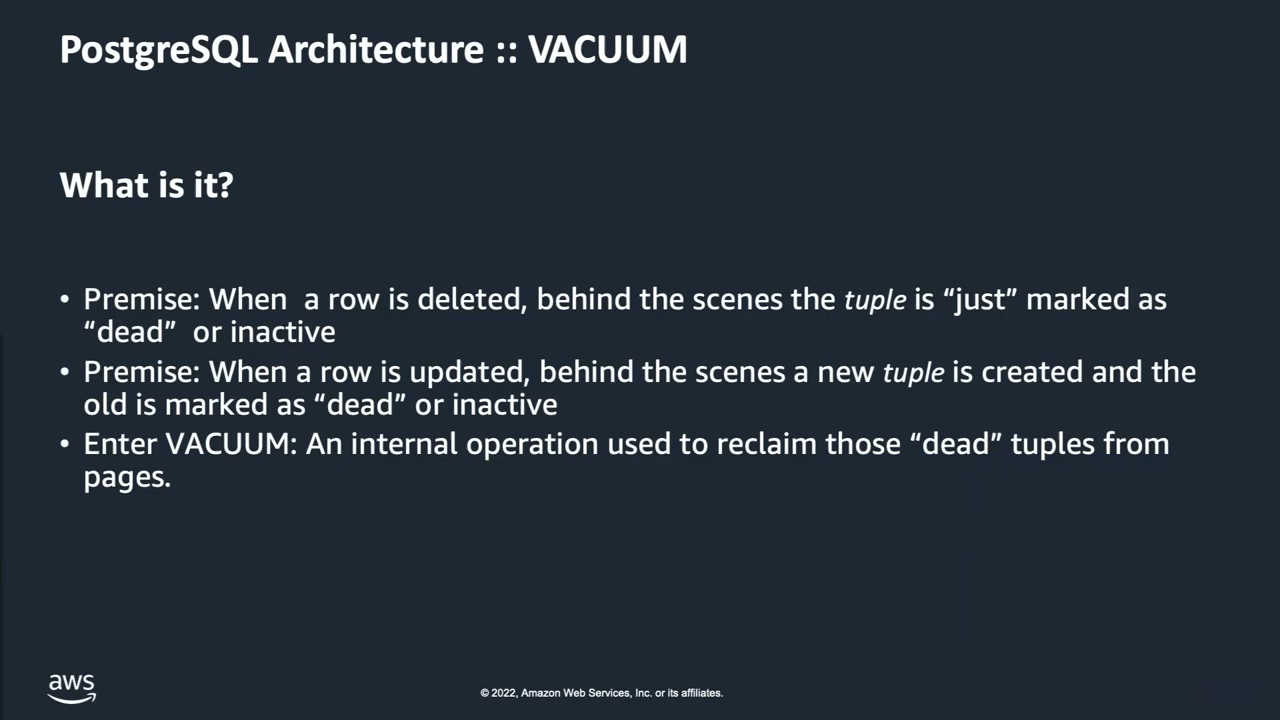 PostgreSQL Architecture :: VACUUM
What is it?
• Premise: When  a row is deleted, behind the scenes the tuple is “just” marked as
“dead”  or inactive
• Premise: When a row is updated, behind the scenes a new tuple is created and the
old is marked as “dead” or inactive
• Enter VACUUM: An internal operation used to reclaim those “dead” tuples from
pages.
aws
© 2022, Amazon Web Services, Inc. or its affiliates.